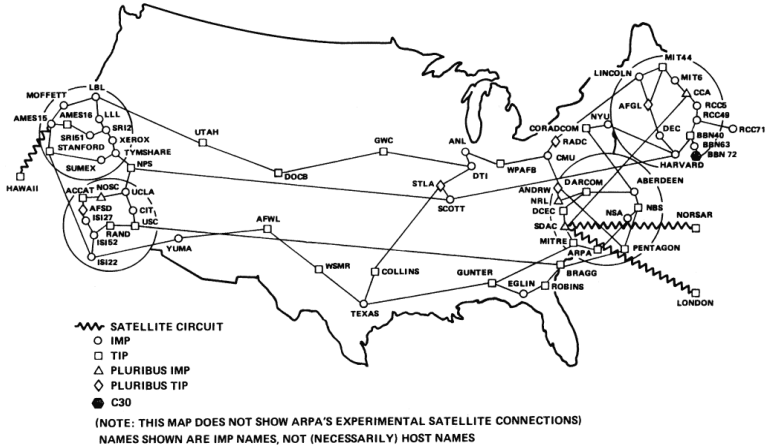 MIT44
LINCOLN
MIT6
CCA
AFGL
RCC5
RCC49
RCC71
NYU
DEC
BBN40
BBN63
BBN 72
HARVARD
CORADCOM
RADC
CMU
MOFFETT
LBL
AMES15
AMES16
LLL
SRI2
SRI51
XEROX
STANFORD
TYMSHARE
SUMEX
NPS
HAWAII
UTAH
GWC
DOCB
ANL
WPAFB
DTI
STLA
SCOTT
ANDRW
DARCOM
ABERDEEN
NRL
DCEC
NBS
NSA
NORSAR
SDAC
MITRE
ARPA
PENTAGON
BRAGG
LONDON
ACCAT
NOSC
UCLA
AFSD
ISI27
CIT
RAND
USC
ISI52
ISI22
YUMA
AFWL
WSMR
COLLINS
GUNTER
EGLIN
ROBINS
TEXAS
SATELLITE CIRCUIT
IMP
TIP
PLURIBUS IMP
PLURIBUS TIP
C30
(NOTE: THIS MAP DOES NOT SHOW ARPA'S EXPERIMENTAL SATELLITE CONNECTIONS)
NAMES SHOWN ARE IMP NAMES, NOT (NECESSARILY) HOST NAMES